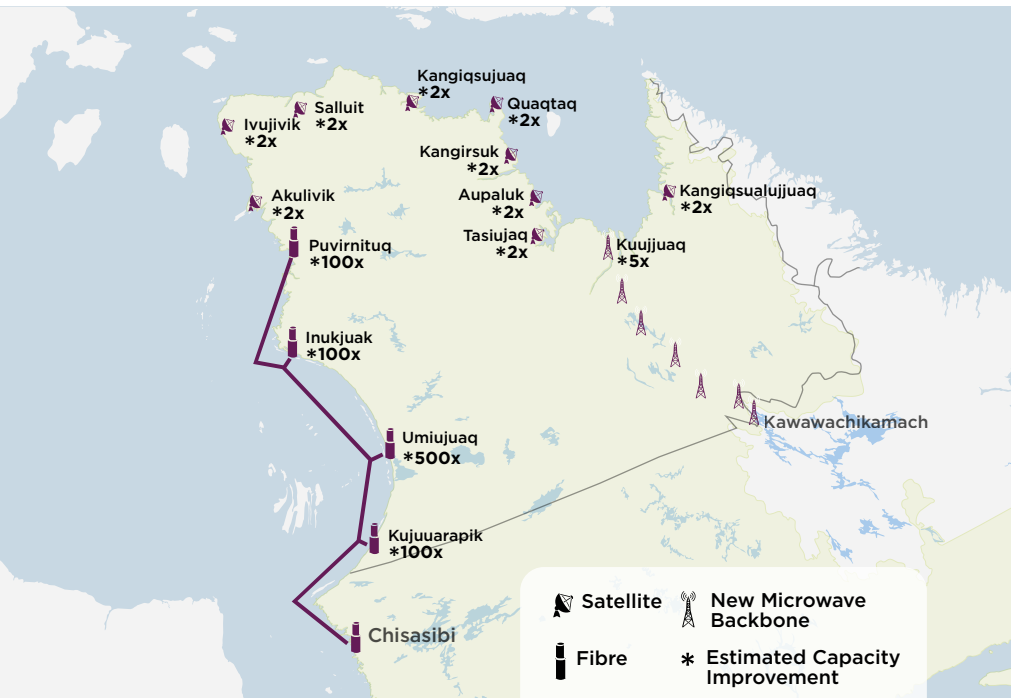 Kangiqsujuaq
*2x
Salluit
*2x
Quaqtaq
*2x
Ivujivik
*2x
Kangirsuk
*2x
Akulivik
*2x
Aupaluk
*2x
Kangiqsualujjuaq
*2x
Tasiujaq
*2x
Puvirnituq
*100x
Kuujjuaq
*5x
Inukjuak
*100x
Kawawachikamach
Umiujuaq
*500x
Kujuuarapik
*100x
Chisasibi
Satellite
New Microwave
Backbone
Fibre
* Estimated Capacity
Improvement